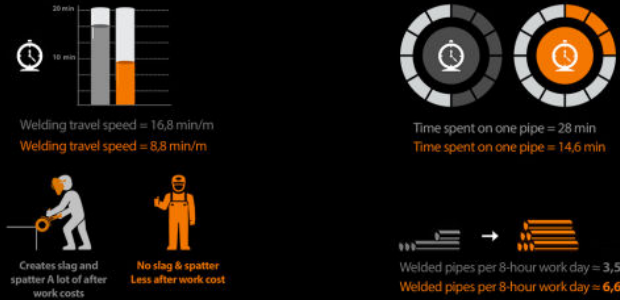 20 min
10 min
Welding travel speed = 16,8 min/m
Welding travel speed = 8,8 min/m
Time spent on one pipe = 28 min
Time spent on one pipe = 14,6 min
Creates slag and
spatter A lot of after
work costs
No slag & spatter
Less after work cost
Welded pipes per 8-hour work day ≈ 3,5
Welded pipes per 8-hour work day ≈ 6,6